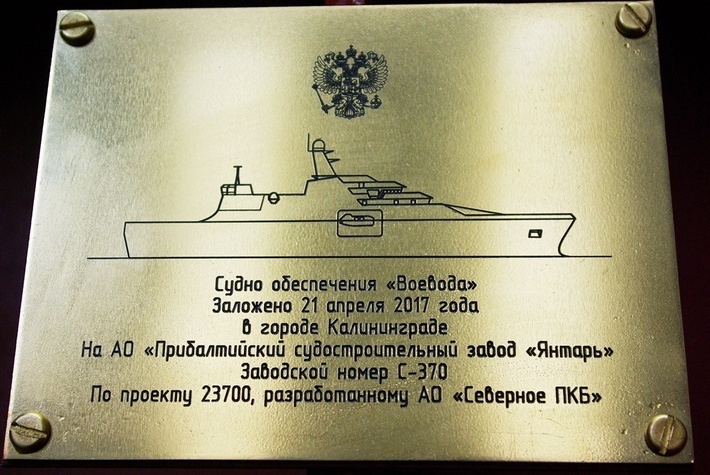 Судно обеспечения «Воевода»
Заложено 21 апреля 2017 года
в городе Калининграде
На АО «Прибалтийский судостроительный завод «Янтарь»
Заводской номер С-370
По проекту 23700, разработанному АО «Северное ПКБ»